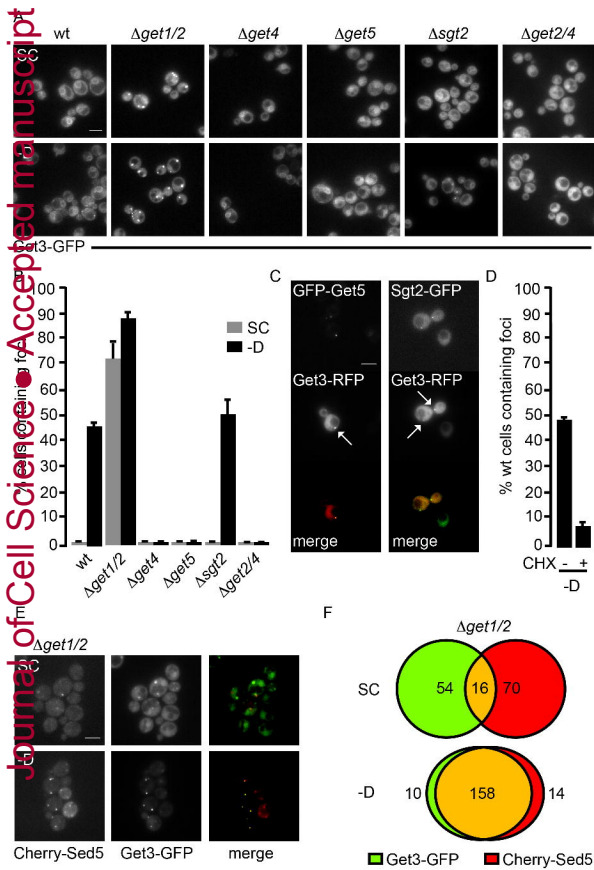 Journal of Cell Science ● Accepted manuscript
wt Δget1/2 Δget4 Δget5 Δsgt2 Δget2/4
SC
Get3-GFP
100
90
80
70
60
50
40
30
20
10
0
% cells containing foci
SC
-D
wt Δget1/2 Δget4 Δget5 Δsgt2 Δget2/4
C
GFP-Get5 Sgt2-GFP
Get3-RFP Get3-RFP
merge merge
D
100
90
80
70
60
50
40
30
20
10
0
% wt cells containing foci
CHX - +
-D
E
Δget1/2
SC
Cherry-Sed5 Get3-GFP merge
F
Δget1/2
SC 54 16 70
-D 10 158 14
Get3-GFP Cherry-Sed5